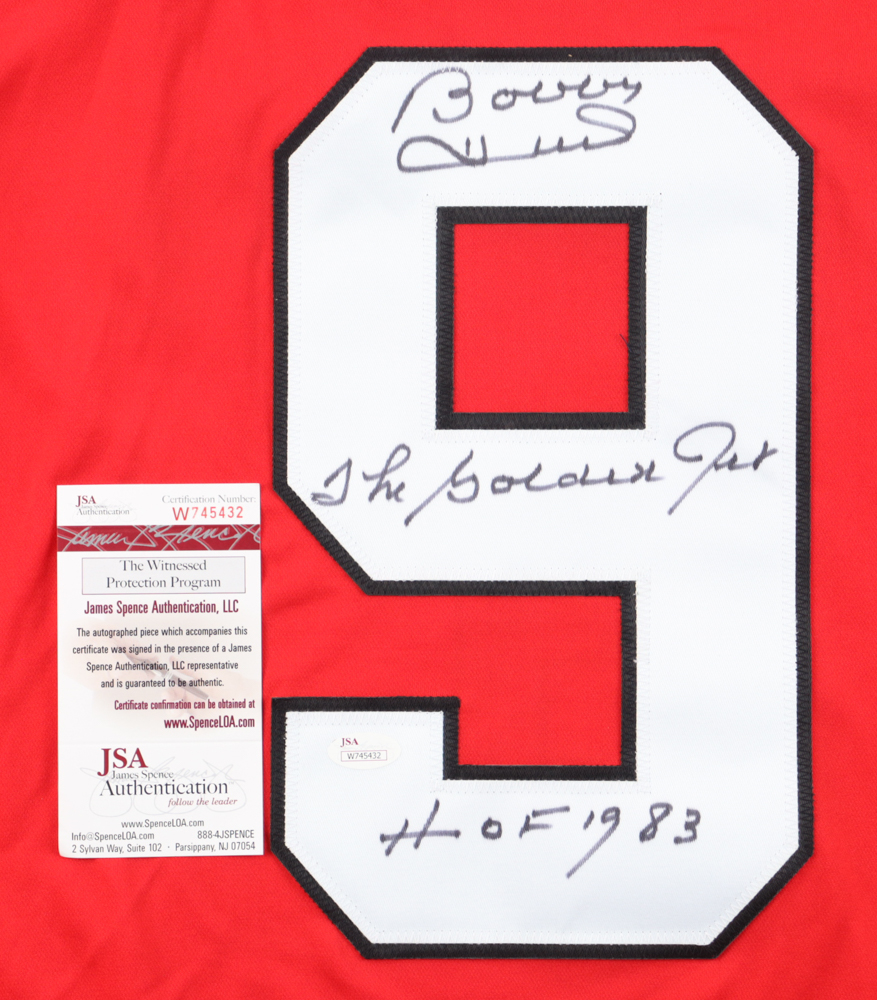 Bobby
Hull
9
The Golden Jet
JSA
Authentication
Certification Number:
W745432
The Witnessed
Protection Program
James Spence Authentication, LLC
The autographed piece which accompanies this
certificate was signed in the presence of a James
Spence Authentication, LLC representative
and is guaranteed to be authentic.
Certificate confirmation can be obtained at
www.SpenceLOA.com
JSA
James Spence
Authentication
follow the leader
www.SpenceLOA.com
Info@SpenceLOA.com 888-4JSPENCE
2 Sylvan Way, Suite 102 · Parsippany, NJ 07054
JSA
W745432
H OF 1983